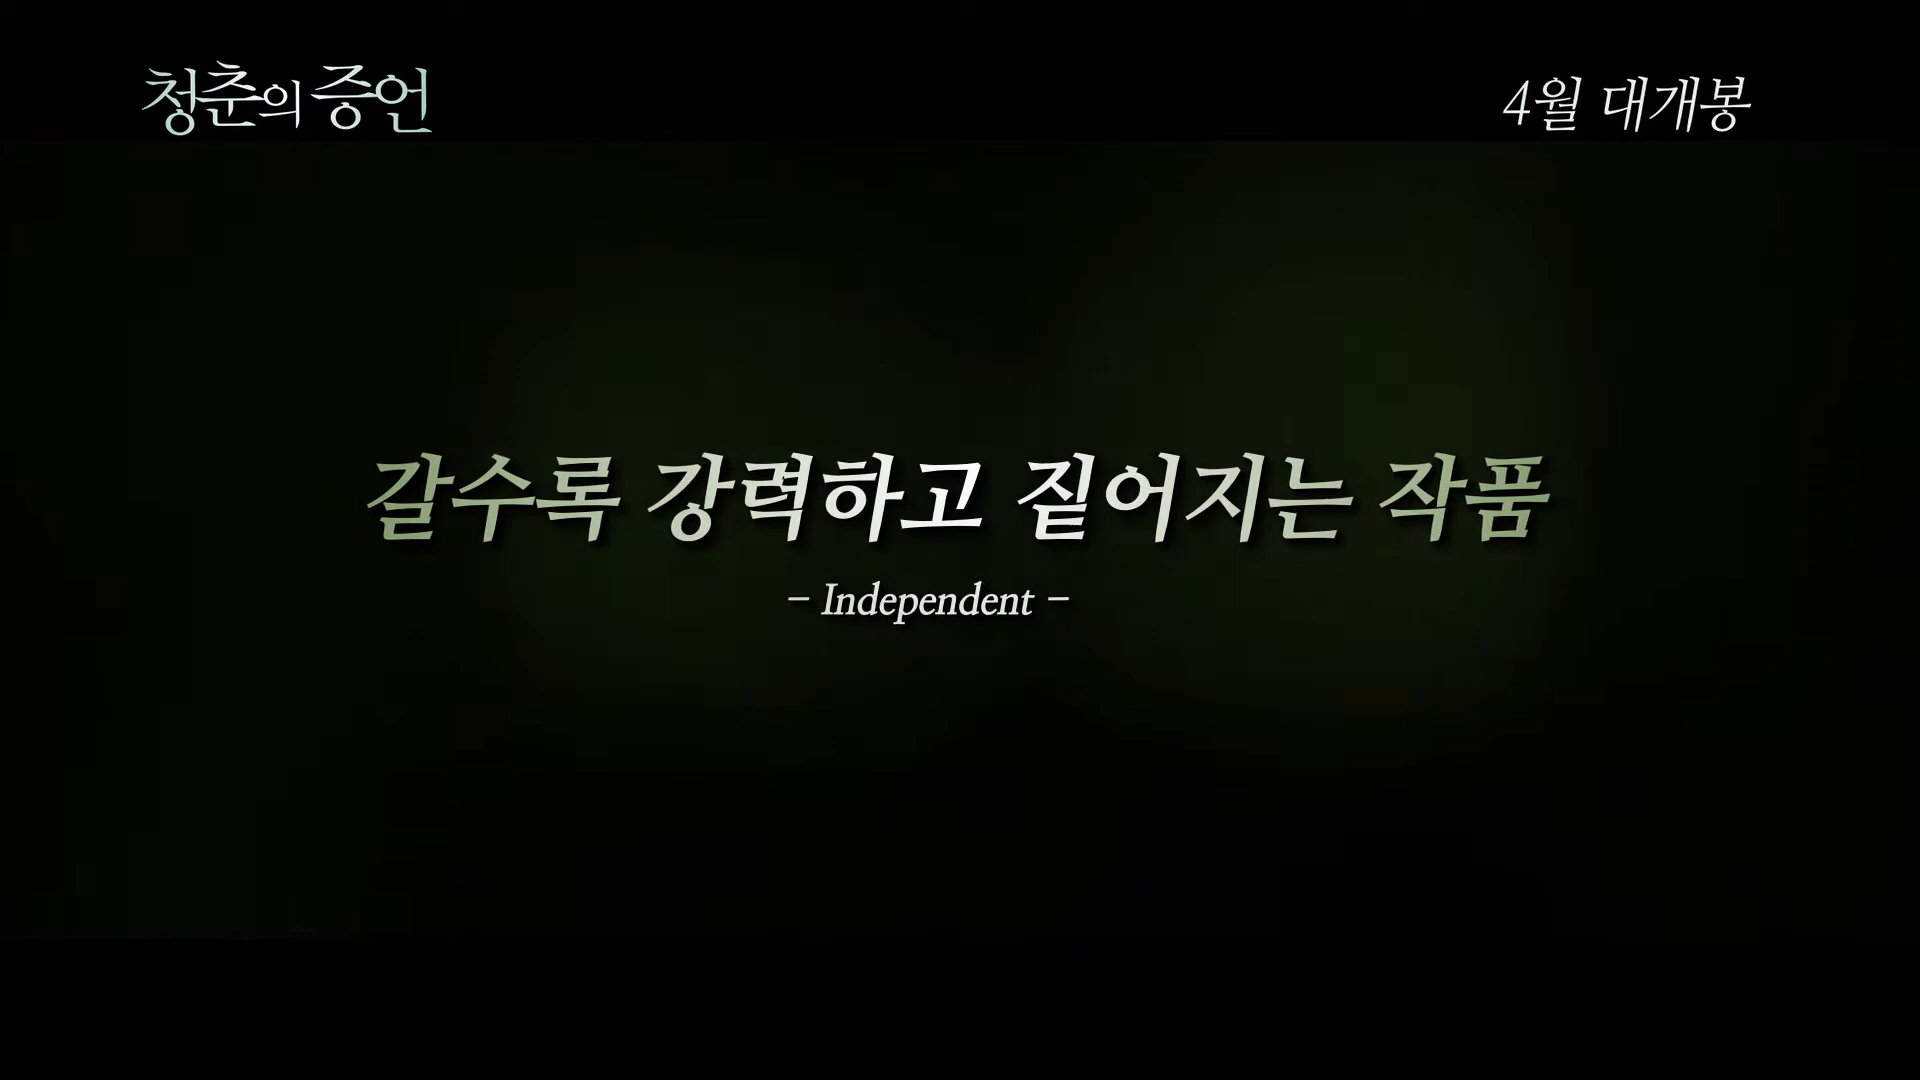 청춘의 증언
4월 대개봉
갈수록 강력하고 짙어지는 작품
- Independent -